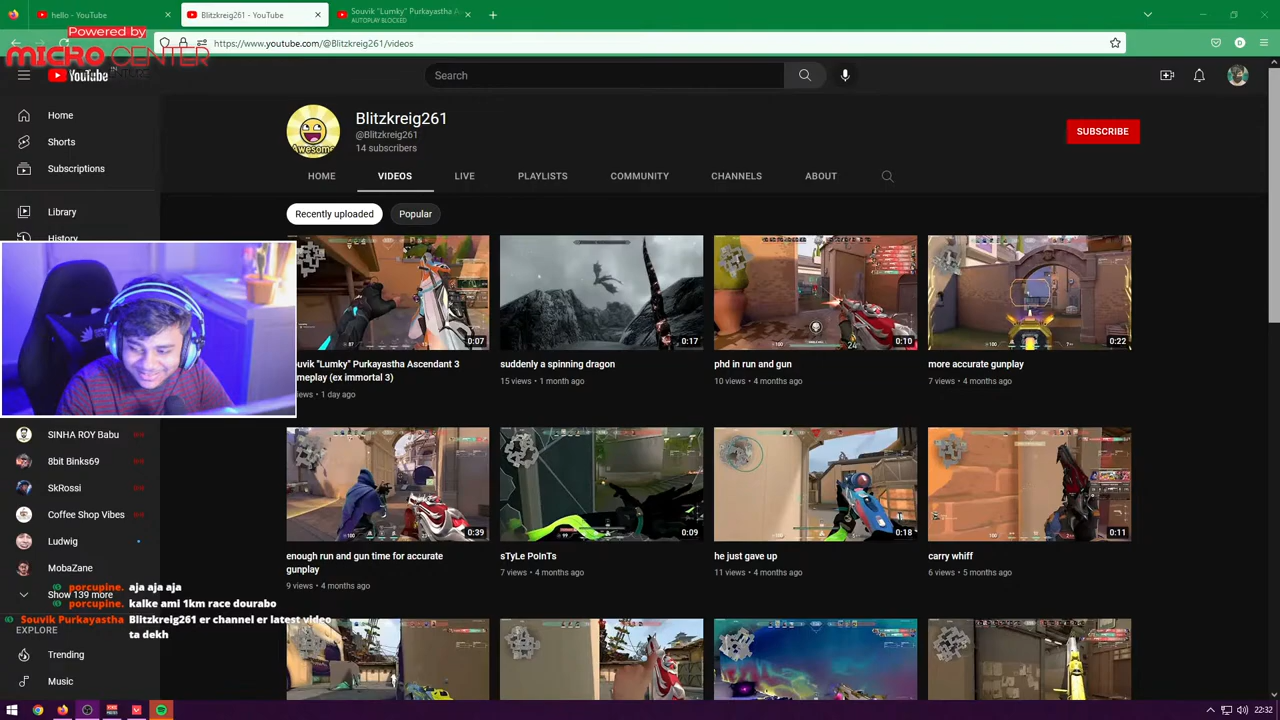 hello - YouTube
Blitzkreig261 - YouTube
Souvik "Lumky" Purkayastha A
AUTOPLAY BLOCKED
Powered by
MICRO CENTER
https://www.youtube.com/@Blitzkreig261/videos
YouTube
IN
Search
Home
Shorts
Subscriptions
Library
History
SINHA ROY Babu
8bit Binks69
SkRossi
Coffee Shop Vibes
Ludwig
MobaZane
Show 139 more
EXPLORE
Trending
Music
Awesome
Blitzkreig261
@Blitzkreig261
14 subscribers
SUBSCRIBE
HOME
VIDEOS
LIVE
PLAYLISTS
COMMUNITY
CHANNELS
ABOUT
Recently uploaded
Popular
0:07
0:17
0:10
0:22
uvik "Lumky" Purkayastha Ascendant 3
meplay (ex immortal 3)
iews • 1 day ago
suddenly a spinning dragon
15 views • 1 month ago
phd in run and gun
10 views • 4 months ago
more accurate gunplay
7 views • 4 months ago
0:39
0:09
0:18
0:11
enough run and gun time for accurate
gunplay
9 views • 4 months ago
sTyLe PoInTs
7 views • 4 months ago
he just gave up
11 views • 4 months ago
carry whiff
6 views • 5 months ago
porcupine. aja aja aja
porcupine. kalke ami 1km race dourabo
Souvik Purkayastha Blitzkreig261 er channel er latest video
ta dekh
22:32